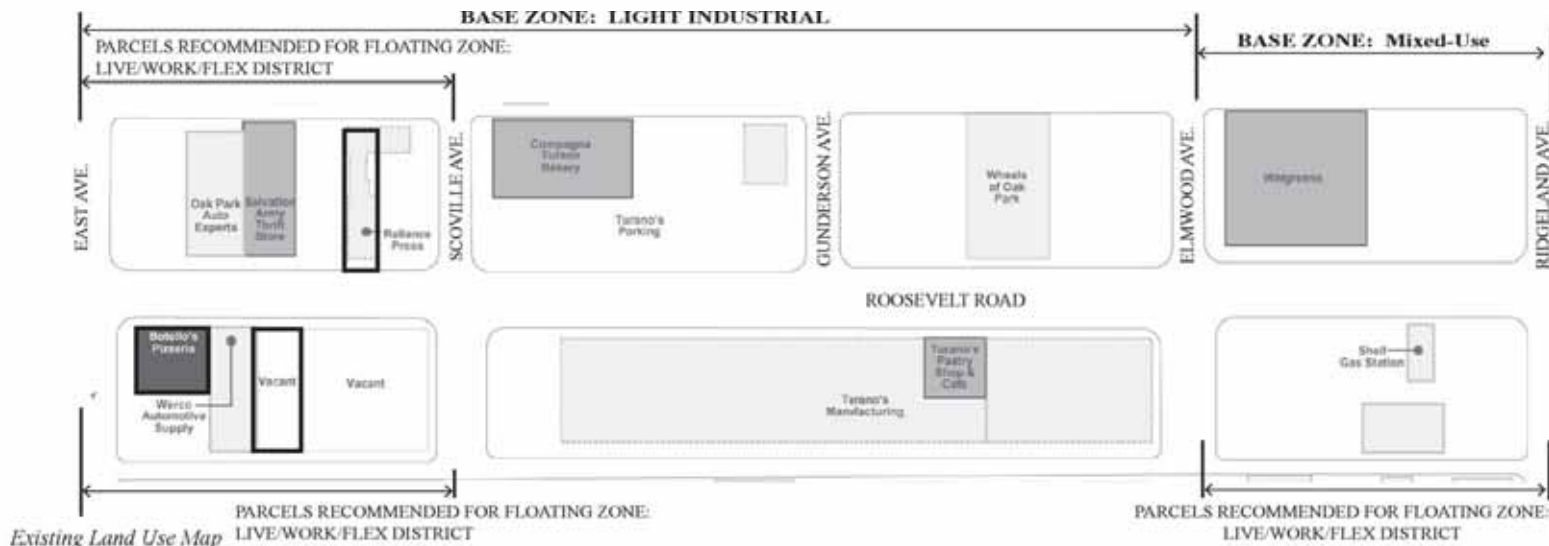 BASE ZONE: LIGHT INDUSTRIAL
BASE ZONE: Mixed-Use
PARCELS RECOMMENDED FOR FLOATING ZONE:
LIVE/WORK/FLEX DISTRICT
EAST AVE.
Oak Park
Auto
Experts
Salvation
Army
Thrift
Store
Reliance
Press
SCOVILLE AVE.
Turano's
Parking
Bakery
GUNDERSON AVE.
Wheels
of Oak
Park
ELMWOOD AVE.
Walgreens
RIDGELAND AVE.
ROOSEVELT ROAD
Pizzeria
Automotive
Supply
Vacant
Vacant
Turano's
Manufacturing
Turano's
Pastry
Shop &
Cafe
Shell
Gas Station
PARCELS RECOMMENDED FOR FLOATING ZONE:
LIVE/WORK/FLEX DISTRICT
PARCELS RECOMMENDED FOR FLOATING ZONE:
LIVE/WORK/FLEX DISTRICT
Existing Land Use Map